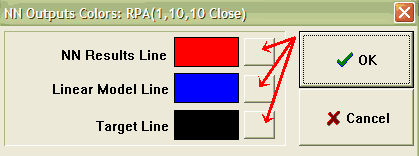 NN Outputs Colors: RPA(1,10,10 Close)
NN Results Line
OK
Linear Model Line
Cancel
Target Line